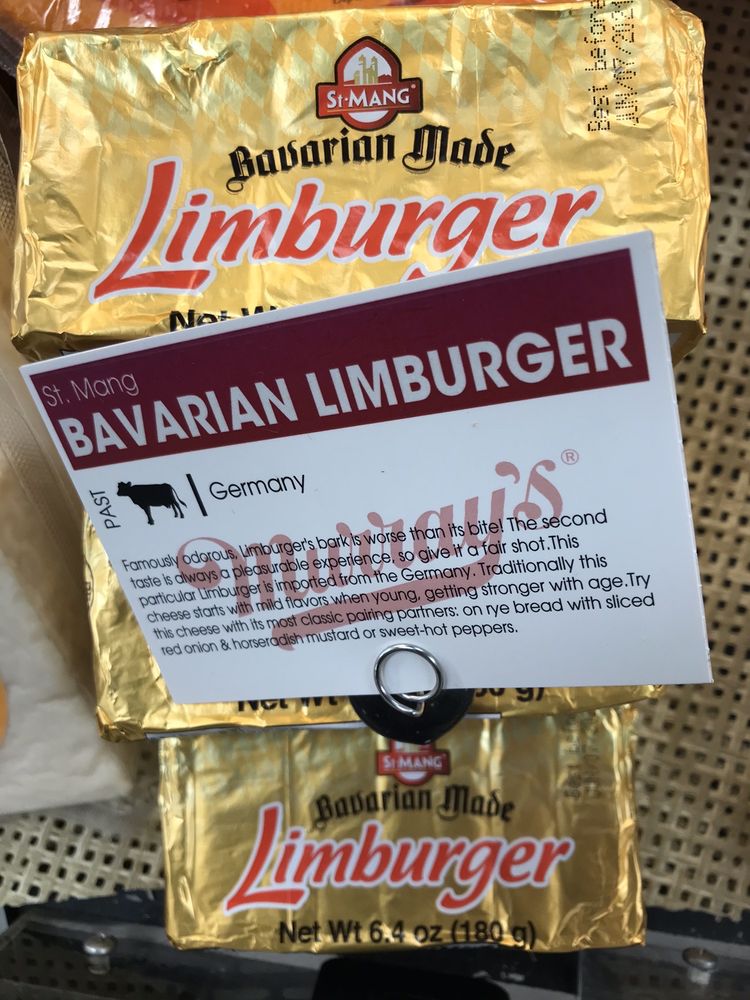 Best before
ST·MANG®
Bavarian Made
Limburger
Net W
St. Mang
BAVARIAN LIMBURGER
PAST
Germany
Murray's®
Famously odorous, Limburger's bark is worse than its bite! The second
taste is always a pleasurable experience, so give it a fair shot.This
particular Limburger is imported from the Germany. Traditionally this
cheese starts with mild flavors when young, getting stronger with age.Try
this cheese with its most classic pairing partners: on rye bread with sliced
red onion & horseradish mustard or sweet-hot peppers.
Net Wt
g)
ST·MANG
Bavarian Made
Limburger
Net Wt 6.4 oz (180 g)